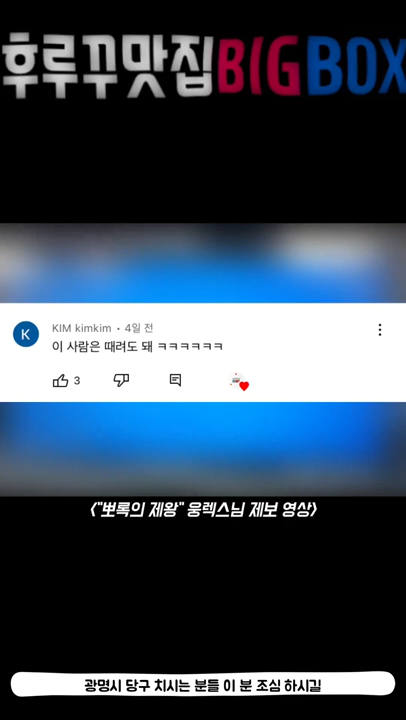 후루꾸맛집BIGBOX
K
KIM kimkim • 4일 전
이 사람은 때려도 돼 ㅋㅋㅋㅋㅋㅋ
3
〈"뽀록의 제왕" 웅렉스님 제보 영상〉
광명시 당구 치시는 분들 이 분 조심 하시길